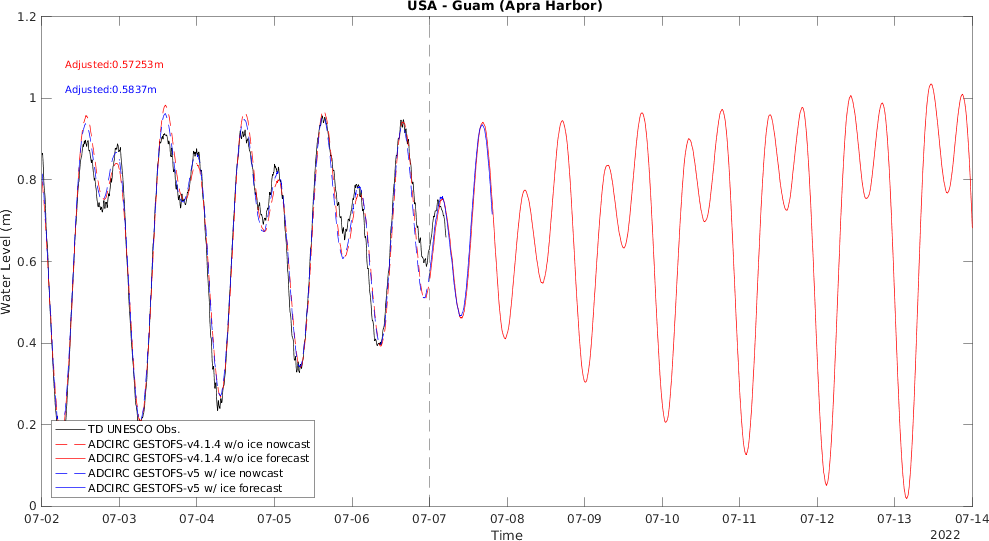 USA - Guam (Apra Harbor)
1.2
1
0.8
0.6
0.4
0.2
0
Water Level (m)
Adjusted:0.57253m
Adjusted:0.5837m
TD UNESCO Obs.
ADCIRC GESTOFS-v4.1.4 w/o ice nowcast
ADCIRC GESTOFS-v4.1.4 w/o ice forecast
ADCIRC GESTOFS-v5 w/ ice nowcast
ADCIRC GESTOFS-v5 w/ ice forecast
07-02 07-03 07-04 07-05 07-06 07-07 07-08 07-09 07-10 07-11 07-12 07-13 07-14
Time
2022